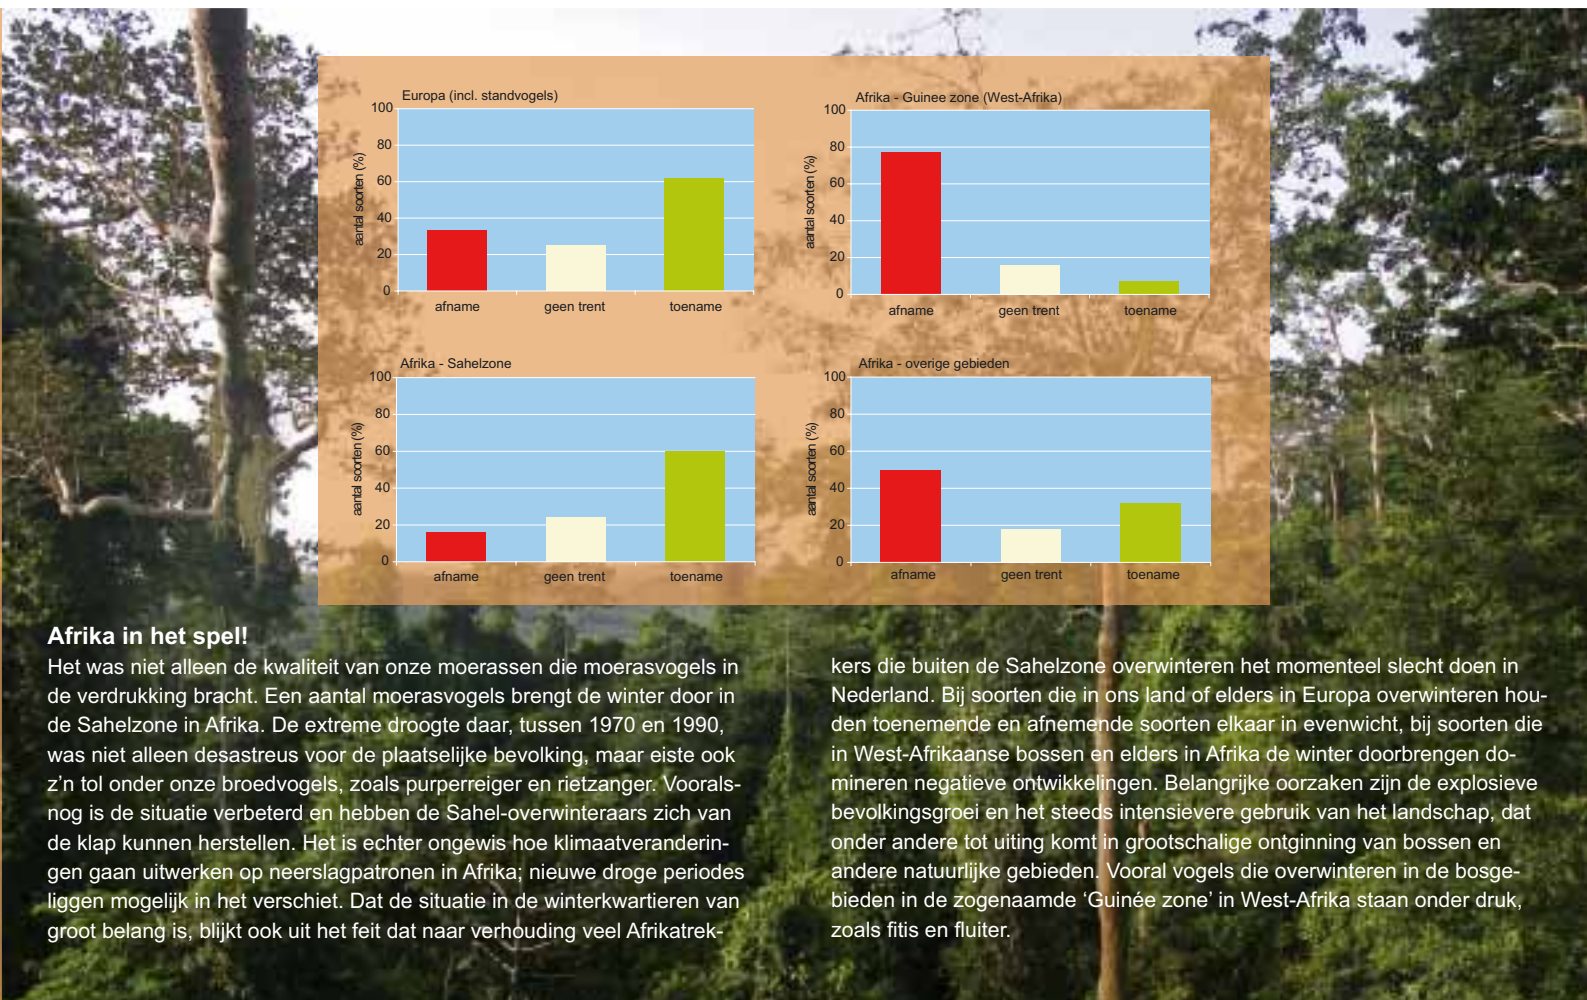 Europa (incl. standvogels)
100
80
60
40
20
0
aantal soorten (%)
afname geen trent toename
Afrika - Guinee zone (West-Afrika)
100
80
60
40
20
0
aantal soorten (%)
afname geen trent toename
Afrika - Sahelzone
100
80
60
40
20
0
aantal soorten (%)
afname geen trent toename
Afrika - overige gebieden
100
80
60
40
20
0
aantal soorten (%)
afname geen trent toename
Afrika in het spel!
Het was niet alleen de kwaliteit van onze moerassen die moerasvogels in
de verdrukking bracht. Een aantal moerasvogels brengt de winter door in
de Sahelzone in Afrika. De extreme droogte daar, tussen 1970 en 1990,
was niet alleen desastreus voor de plaatselijke bevolking, maar eiste ook
z’n tol onder onze broedvogels, zoals purperreiger en rietzanger. Voorals-
nog is de situatie verbeterd en hebben de Sahel-overwinteraars zich van
de klap kunnen herstellen. Het is echter ongewis hoe klimaatveranderin-
gen gaan uitwerken op neerslagpatronen in Afrika; nieuwe droge periodes
liggen mogelijk in het verschiet. Dat de situatie in de winterkwartieren van
groot belang is, blijkt ook uit het feit dat naar verhouding veel Afrikatrek-
kers die buiten de Sahelzone overwinteren het momenteel slecht doen in
Nederland. Bij soorten die in ons land of elders in Europa overwinteren hou-
den toenemende en afnemende soorten elkaar in evenwicht, bij soorten die
in West-Afrikaanse bossen en elders in Afrika de winter doorbrengen do-
mineren negatieve ontwikkelingen. Belangrijke oorzaken zijn de explosieve
bevolkingsgroei en het steeds intensievere gebruik van het landschap, dat
onder andere tot uiting komt in grootschalige ontginning van bossen en
andere natuurlijke gebieden. Vooral vogels die overwinteren in de bosge-
bieden in de zogenaamde ‘Guinée zone’ in West-Afrika staan onder druk,
zoals fitis en fluiter.